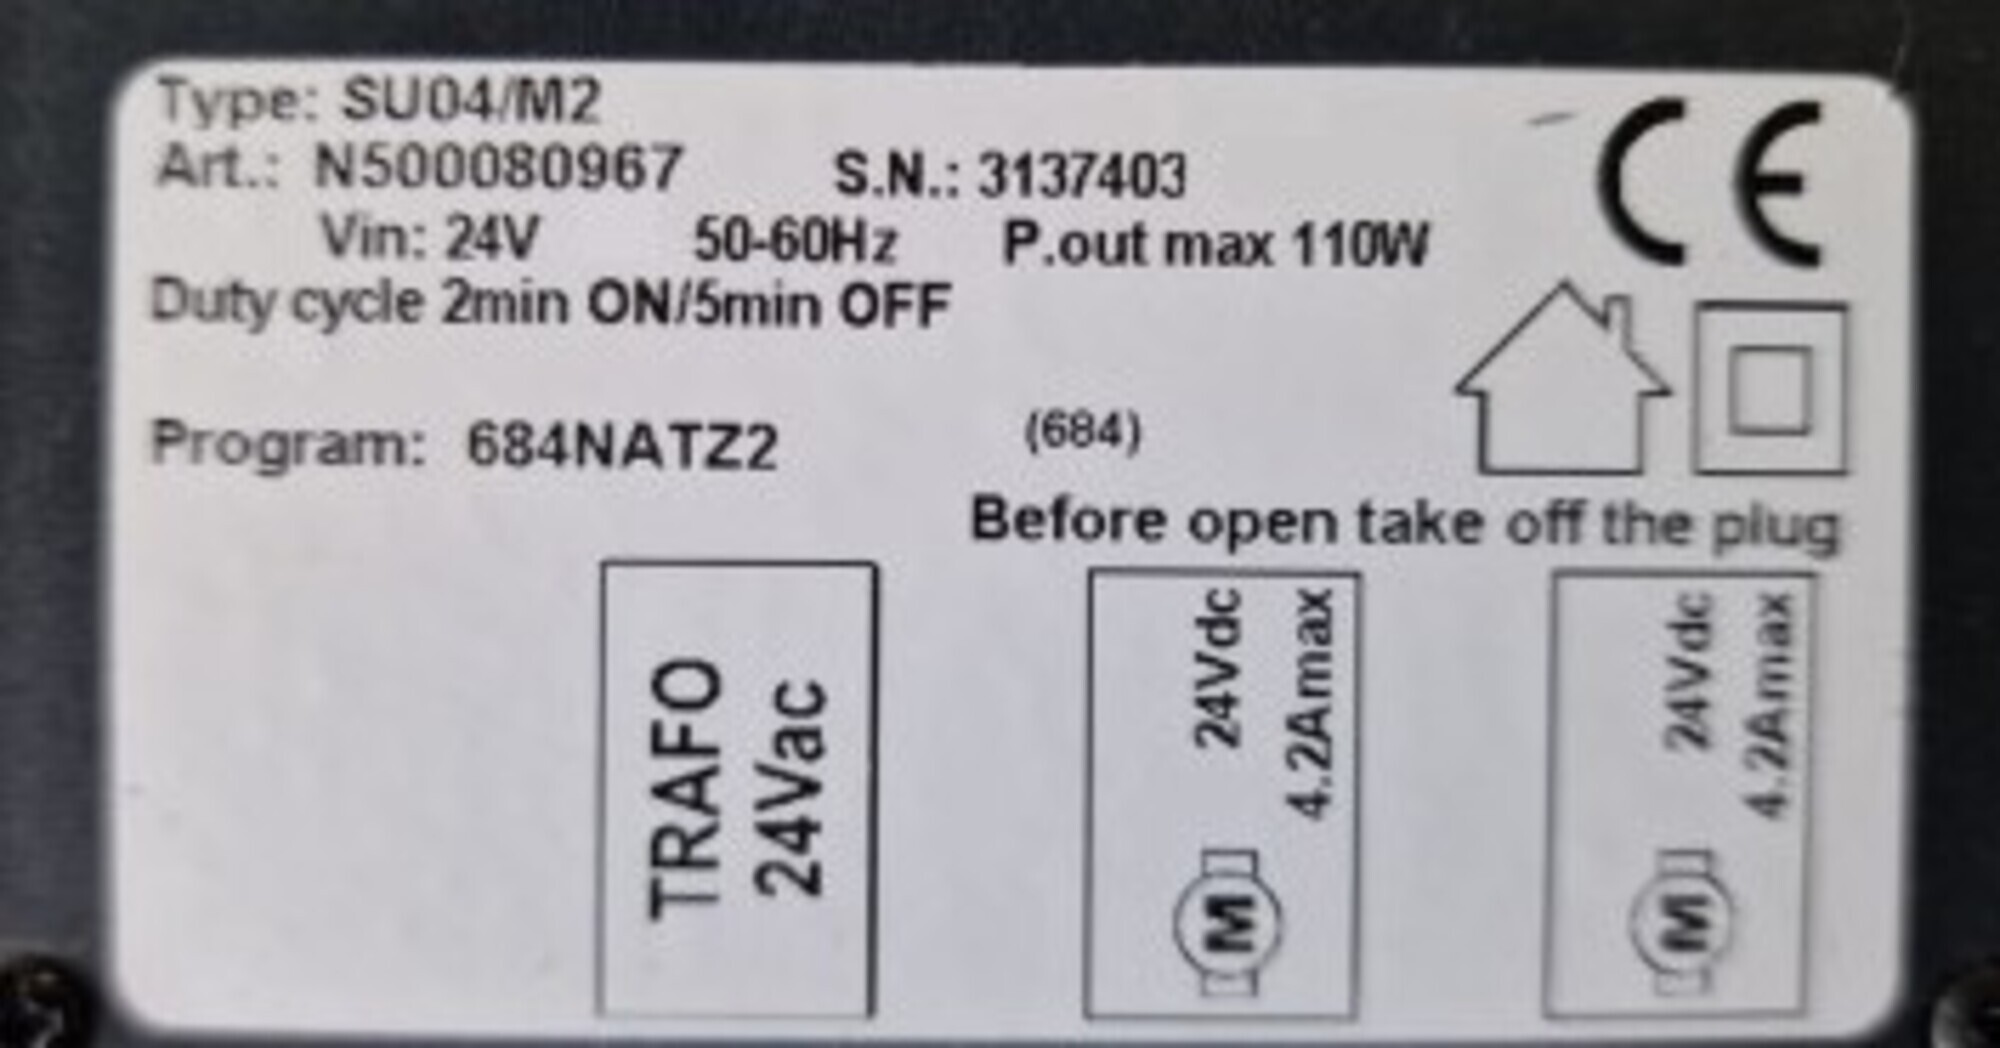 Type: SU04/M2
Art.: N500080967 S.N.: 3137403
Vin: 24V 50-60Hz P.out max 110W
Duty cycle 2min ON/5min OFF
Program: 684NATZ2 (684)
Before open take off the plug
TRAFO
24Vac
24Vdc
4.2Amax
M
24Vdc
4.2Amax
M
CE